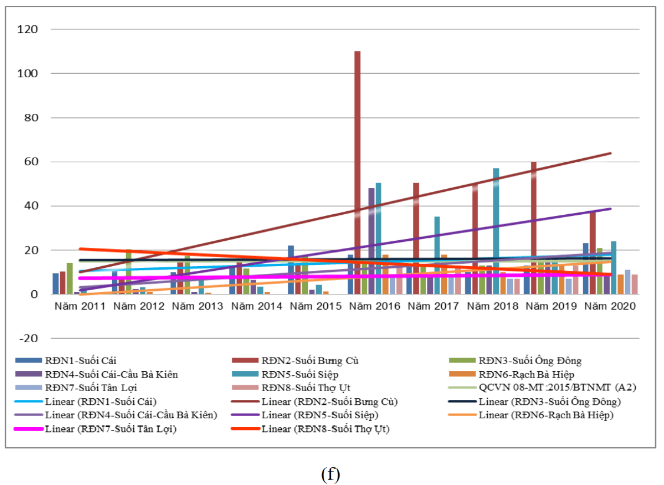 120
100
80
60
40
20
0
-20
Năm 2011 Năm 2012 Năm 2013 Năm 2014 Năm 2015 Năm 2016 Năm 2017 Năm 2018 Năm 2019 Năm 2020
RĐN1-Suối Cái RĐN2-Suối Bưng Cù RĐN3-Suối Ông Đông
RĐN4-Suối Cái-Cầu Bà Kiên RĐN5-Suối Siệp RĐN6-Rạch Bà Hiệp
RĐN7-Suối Tân Lợi RĐN8-Suối Thợ Ụt QCVN 08-MT :2015/BTNMT (A2)
Linear (RĐN1-Suối Cái) Linear (RĐN2-Suối Bưng Cù) Linear (RĐN3-Suối Ông Đông)
Linear (RĐN4-Suối Cái-Cầu Bà Kiên) Linear (RĐN5-Suối Siệp) Linear (RĐN6-Rạch Bà Hiệp)
Linear (RĐN7-Suối Tân Lợi) Linear (RĐN8-Suối Thợ Ụt)
(f)